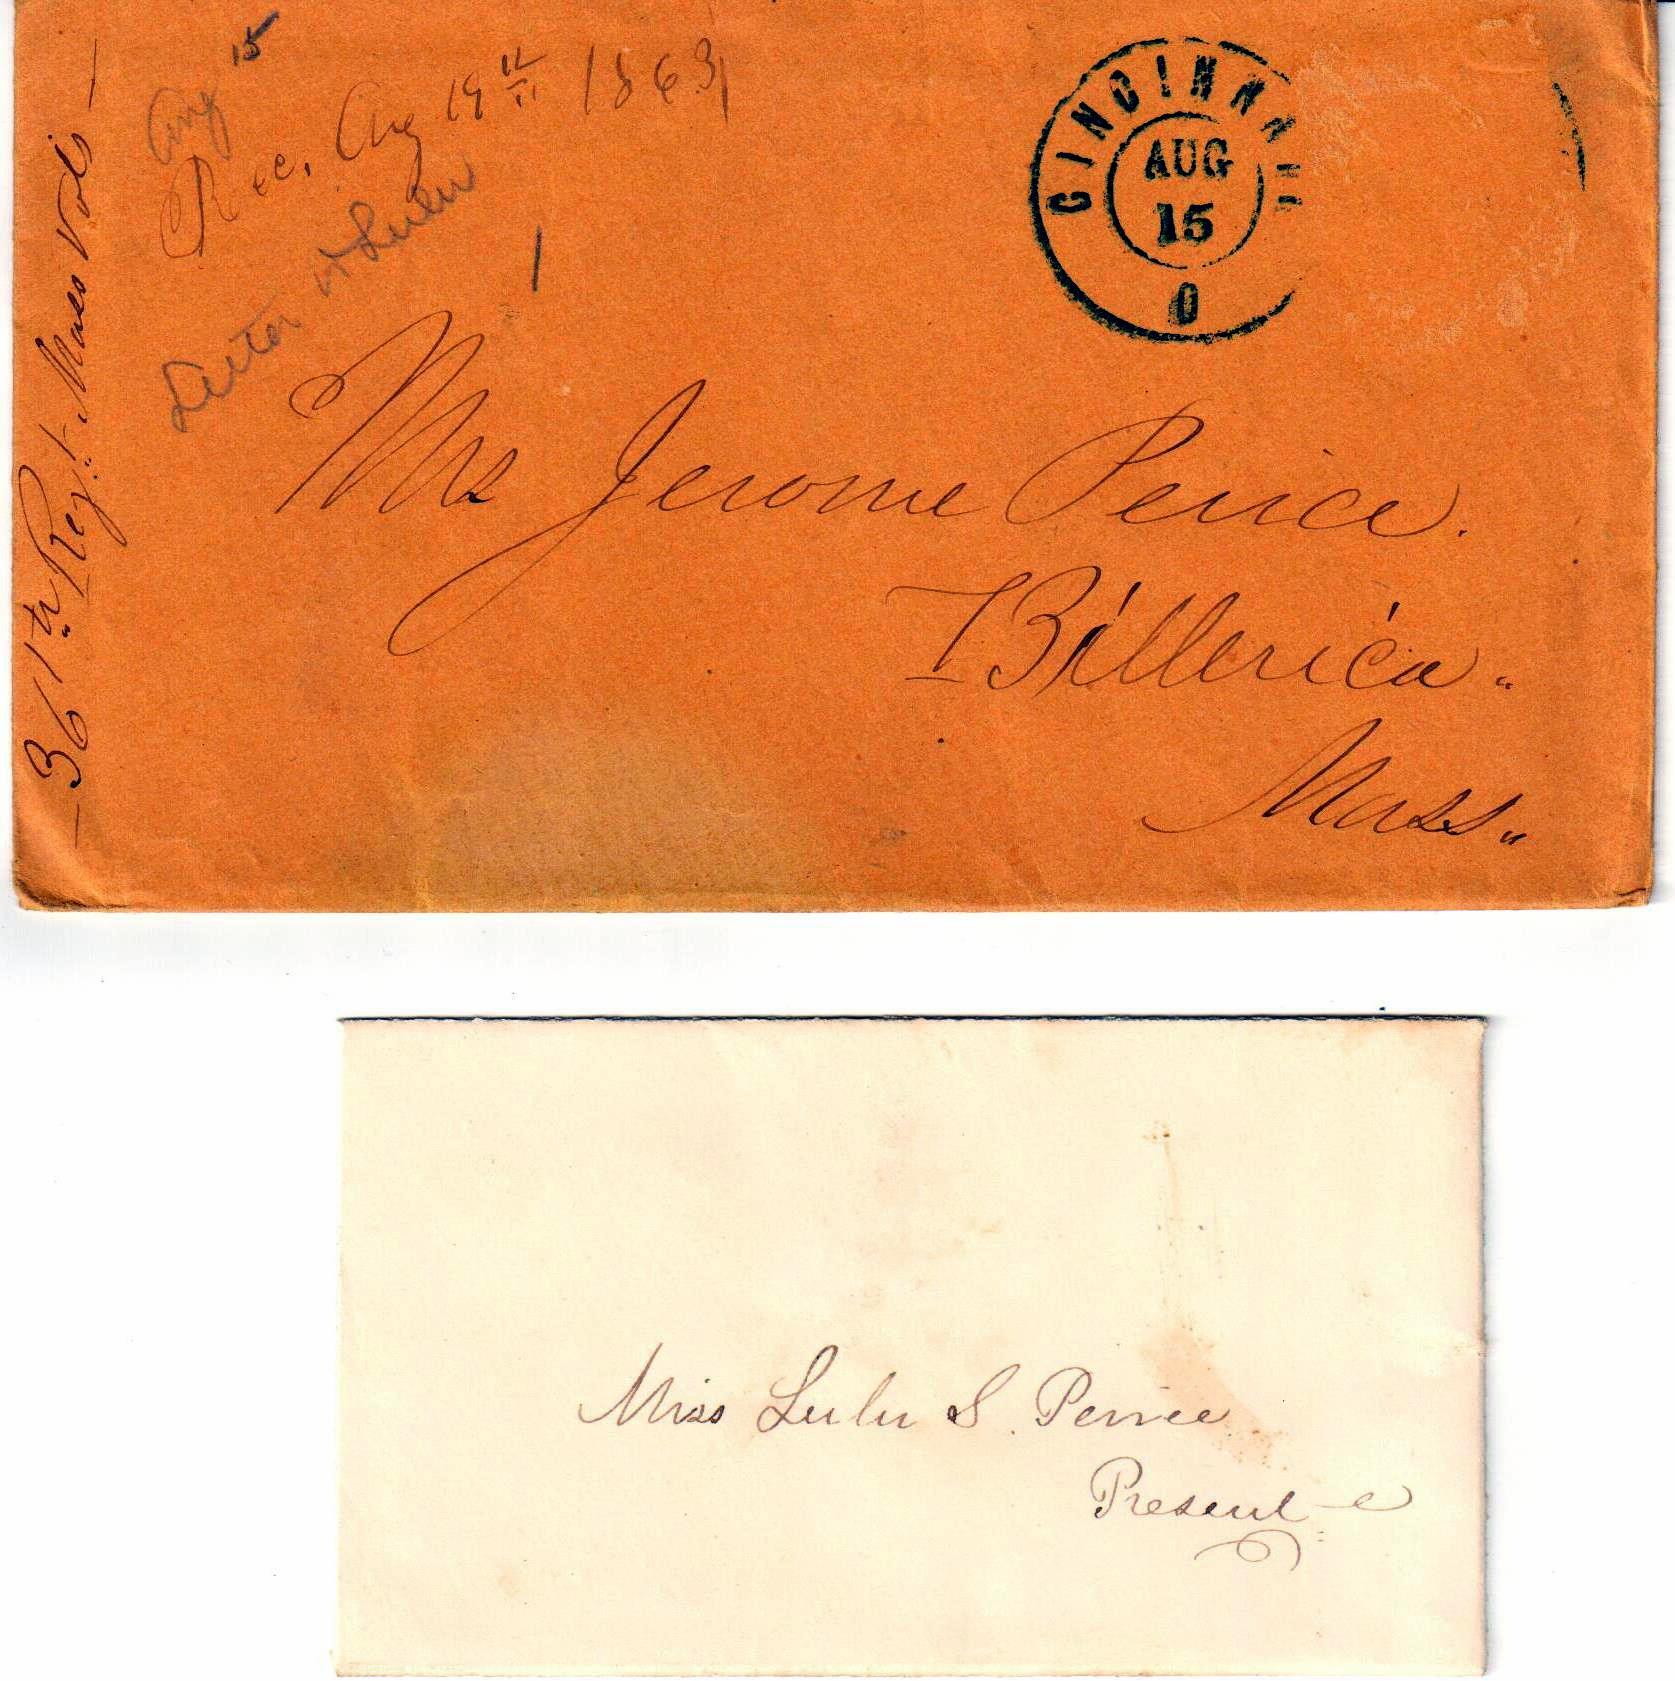 — 36th Regt. Mass Vols —
Aug 15
Rec. Aug 19th 1863
Letter
Lulu
1
CINCINNATI
AUG
15
O
Mrs Jerome Peirce.
Billerica.
Mass.
Miss Lulu S. Peirce
Present